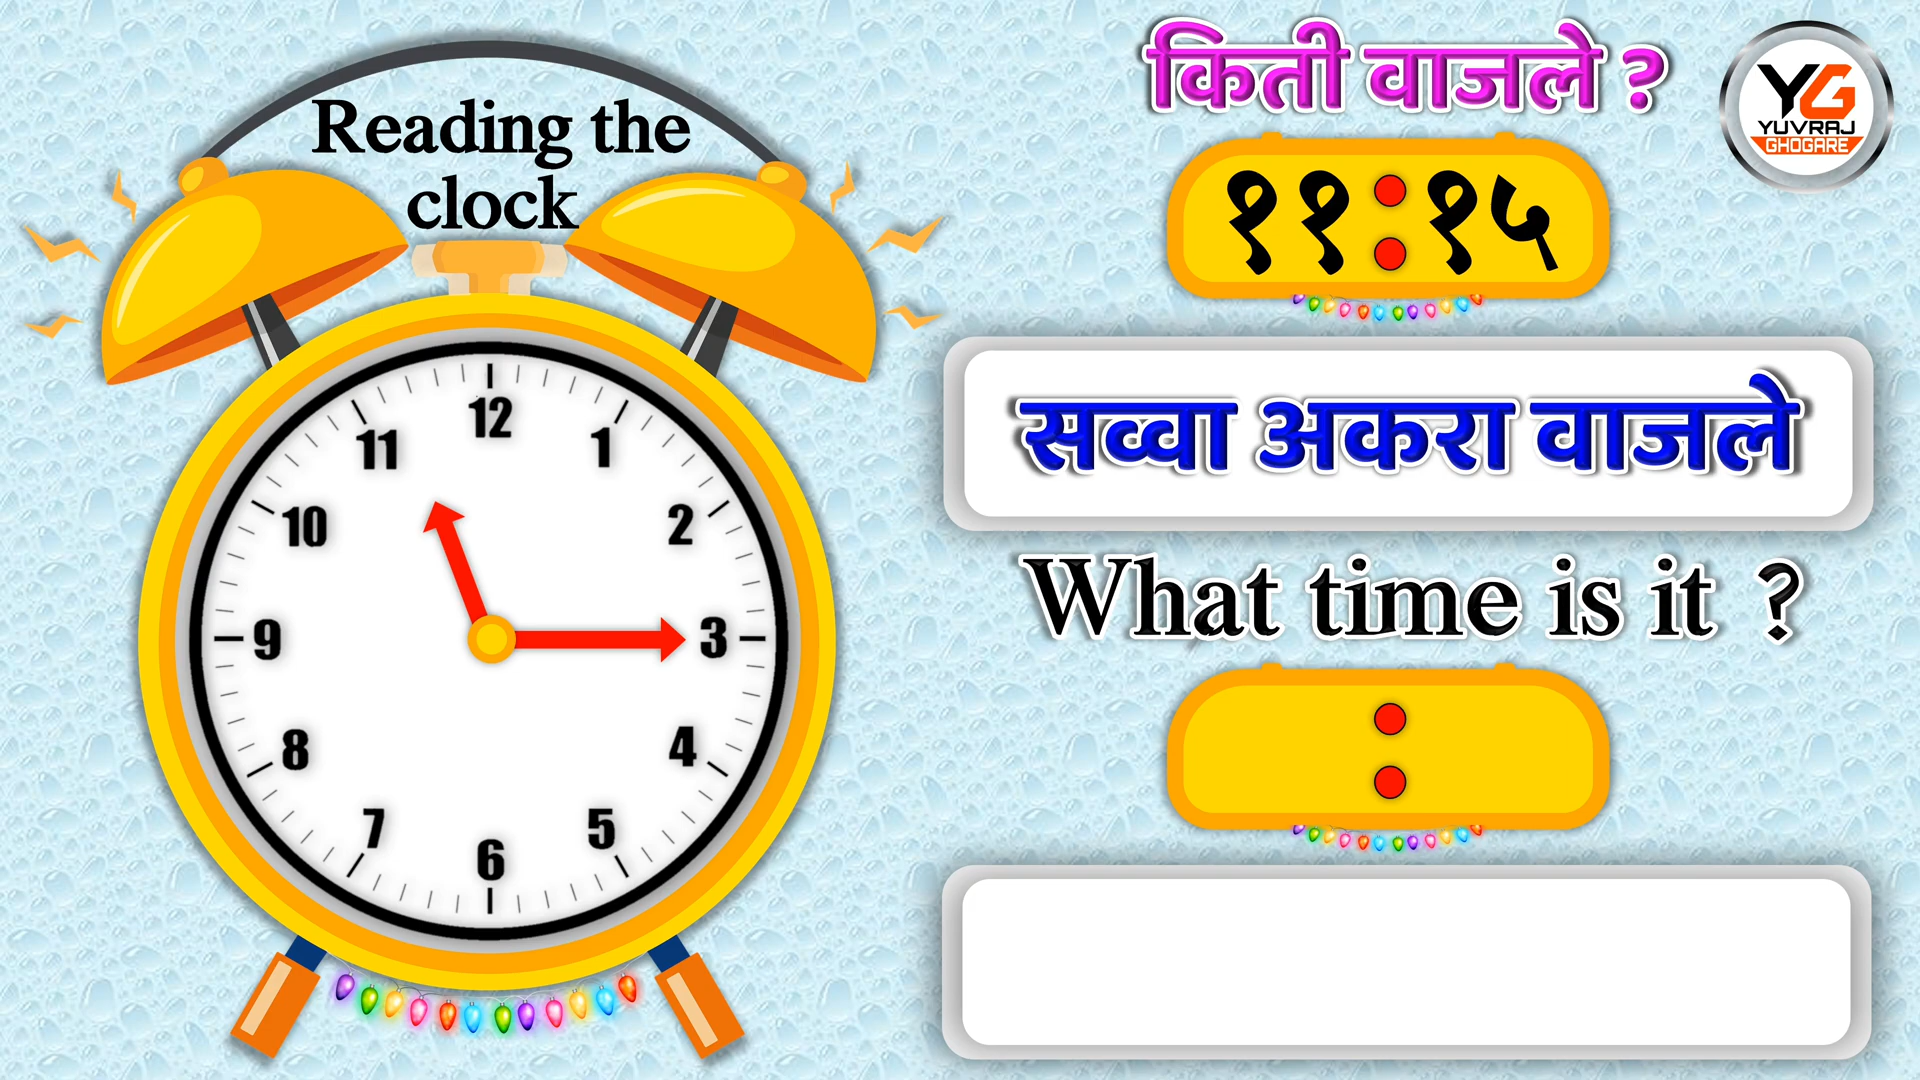 Reading the
clock
किती वाजले ?
YG
YUVRAJ
GHOGARE
११:१५
सव्वा अकरा वाजले
What time is it ?
:
12
1
2
3
4
5
6
7
8
9
10
11